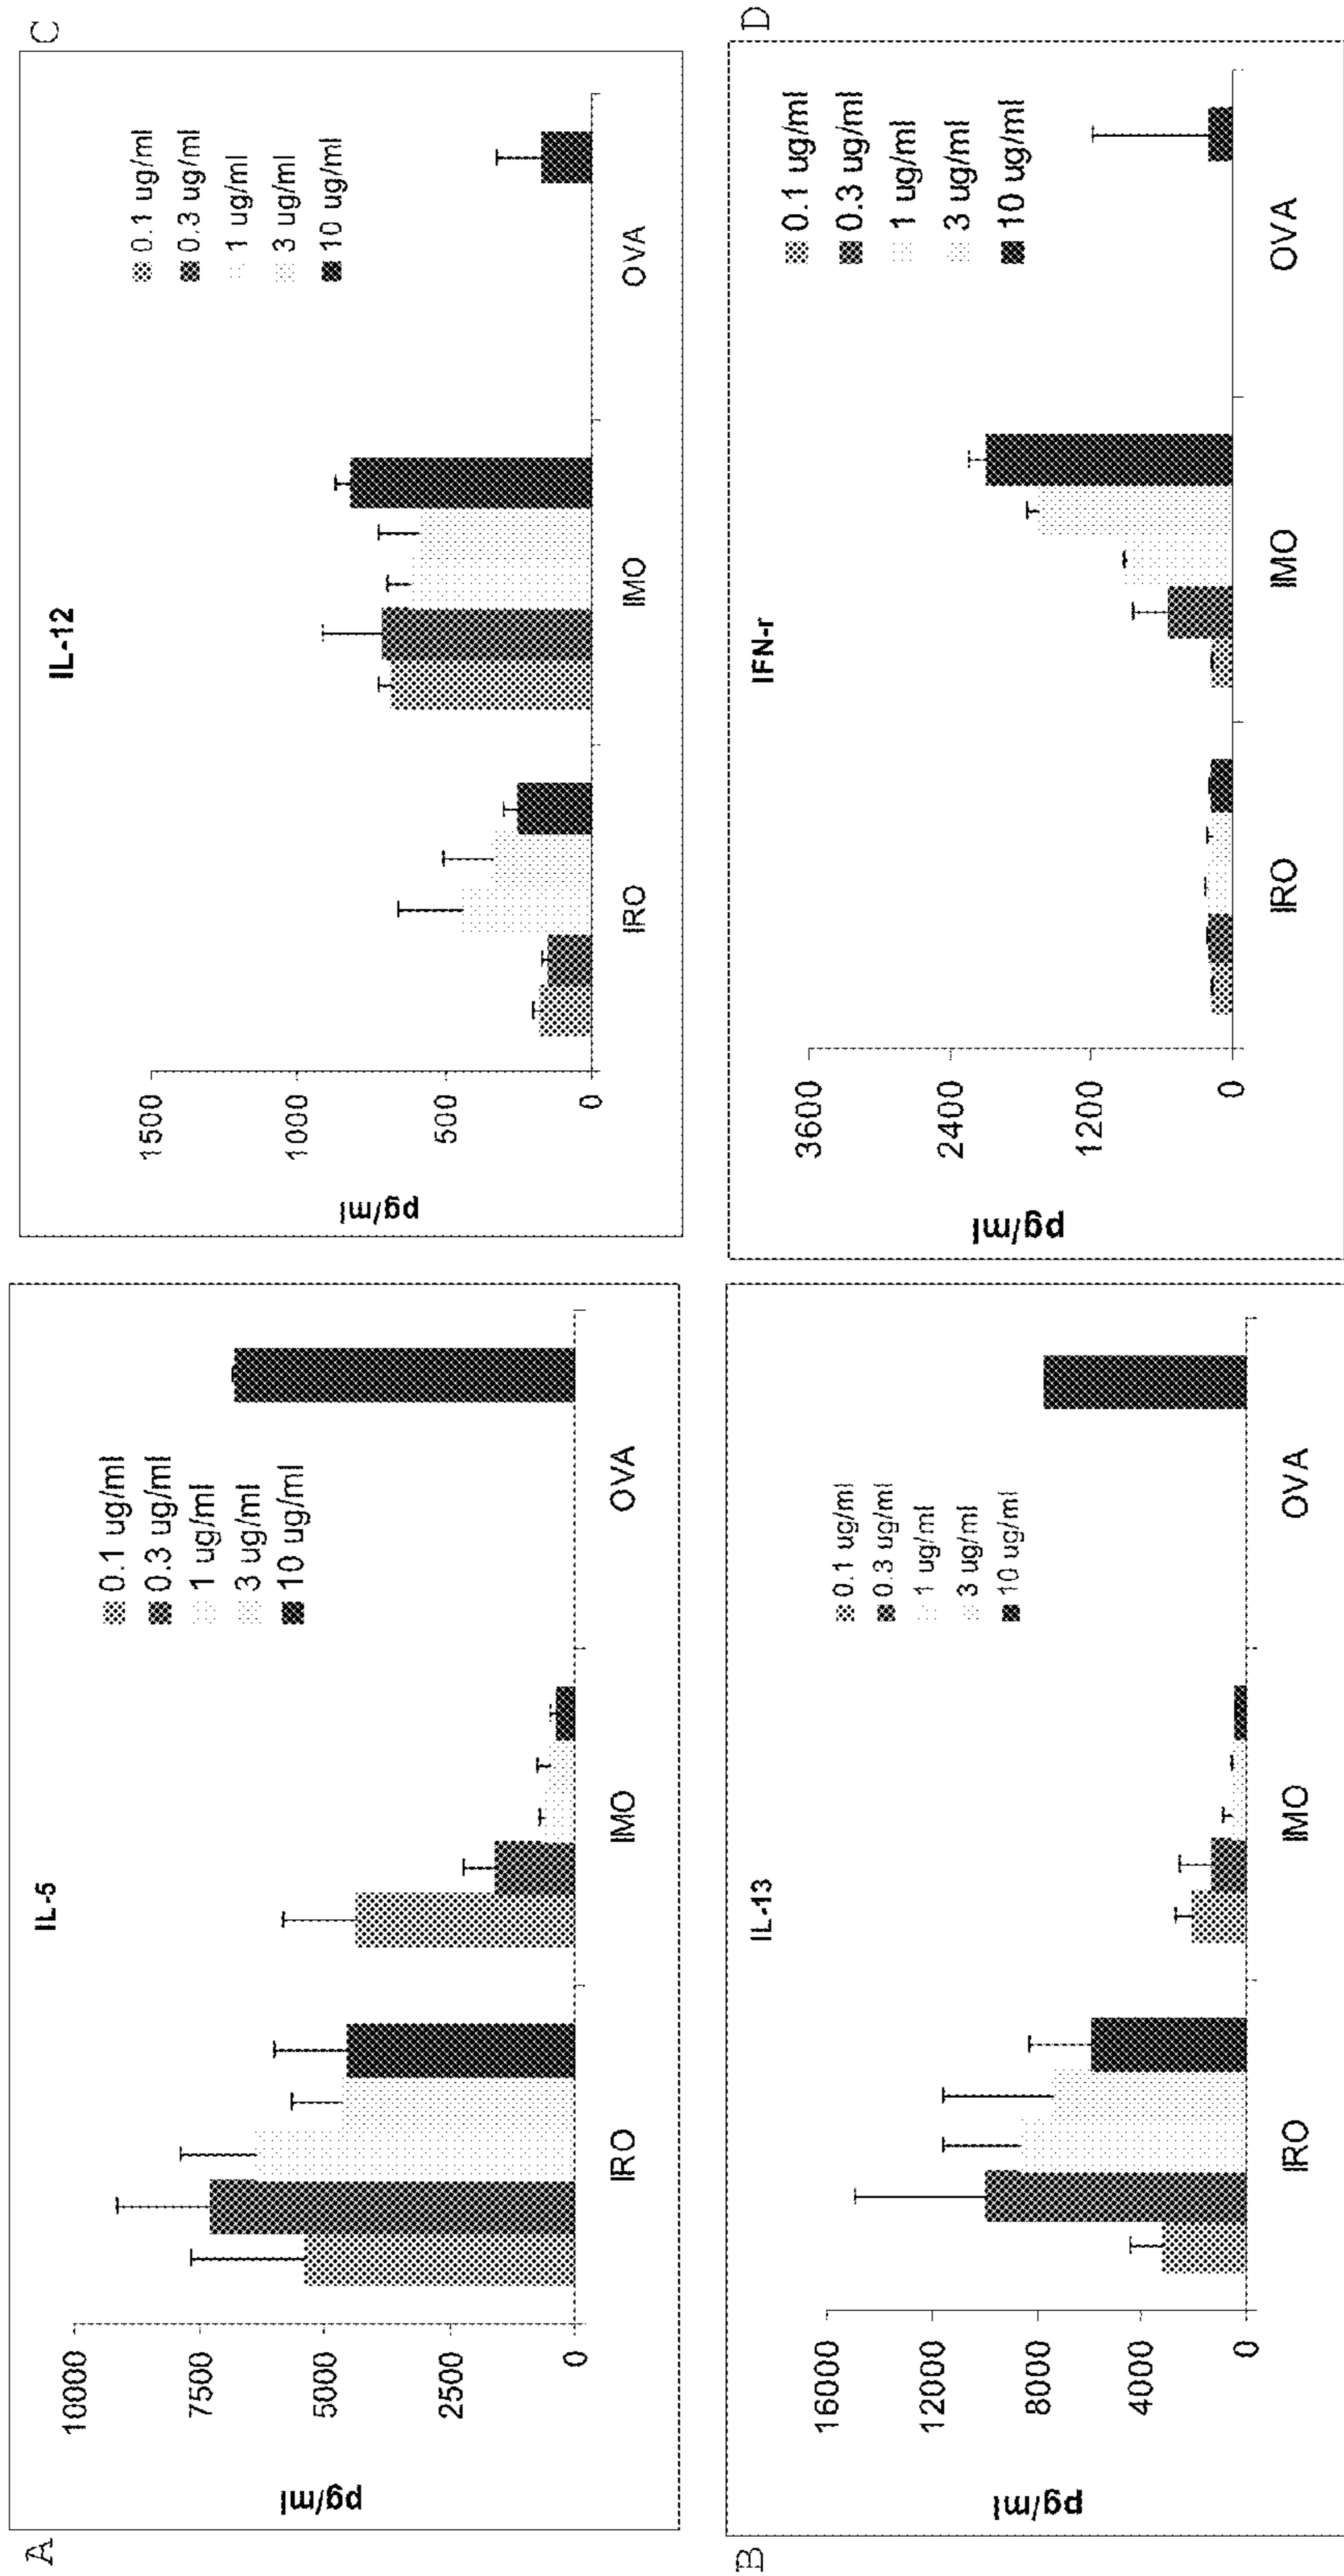 A
IL-5
pg/ml
10000
7500
5000
2500
0
0.1 ug/ml
0.3 ug/ml
1 ug/ml
3 ug/ml
10 ug/ml
IRO
IMO
OVA
C
IL-12
pg/ml
1500
1000
500
0
0.1 ug/ml
0.3 ug/ml
1 ug/ml
3 ug/ml
10 ug/ml
IRO
IMO
OVA
B
IL-13
pg/ml
16000
12000
8000
4000
0
0.1 ug/ml
0.3 ug/ml
1 ug/ml
3 ug/ml
10 ug/ml
IRO
IMO
OVA
D
IFN-r
pg/ml
3600
2400
1200
0
0.1 ug/ml
0.3 ug/ml
1 ug/ml
3 ug/ml
10 ug/ml
IRO
IMO
OVA